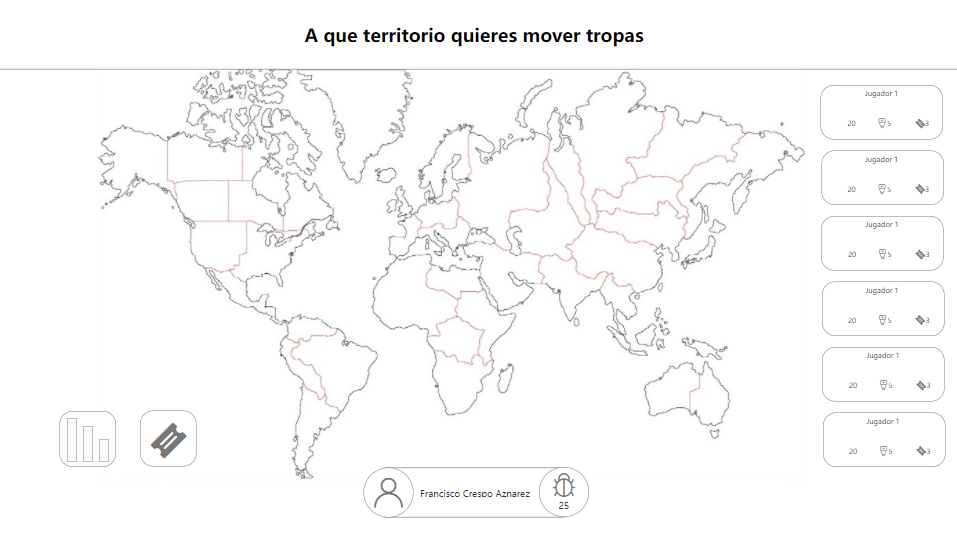 A que territorio quieres mover tropas
Jugador 1
20 5 3
Jugador 1
20 5 3
Jugador 1
20 5 3
Jugador 1
20 5 3
Jugador 1
20 5 3
Jugador 1
20 5 3
Francisco Crespo Aznarez
25